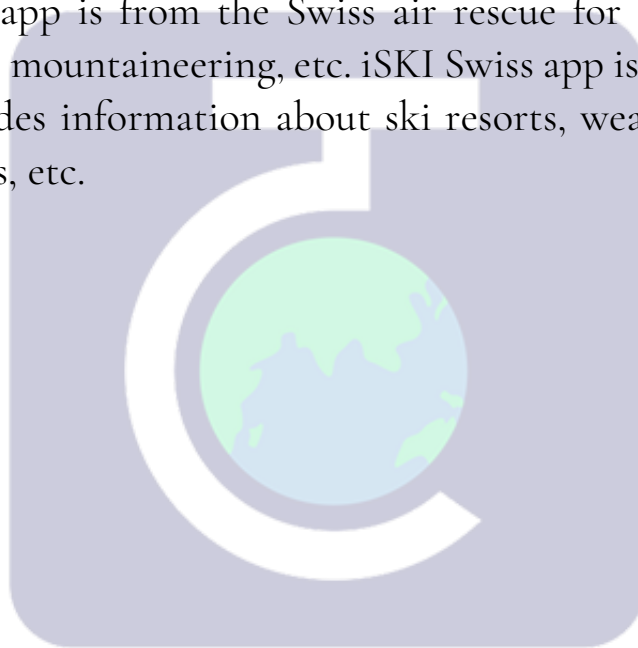 app is from the Swiss air rescue for
mountaineering, etc. iSKI Swiss app is
des information about ski resorts, wea
s, etc.